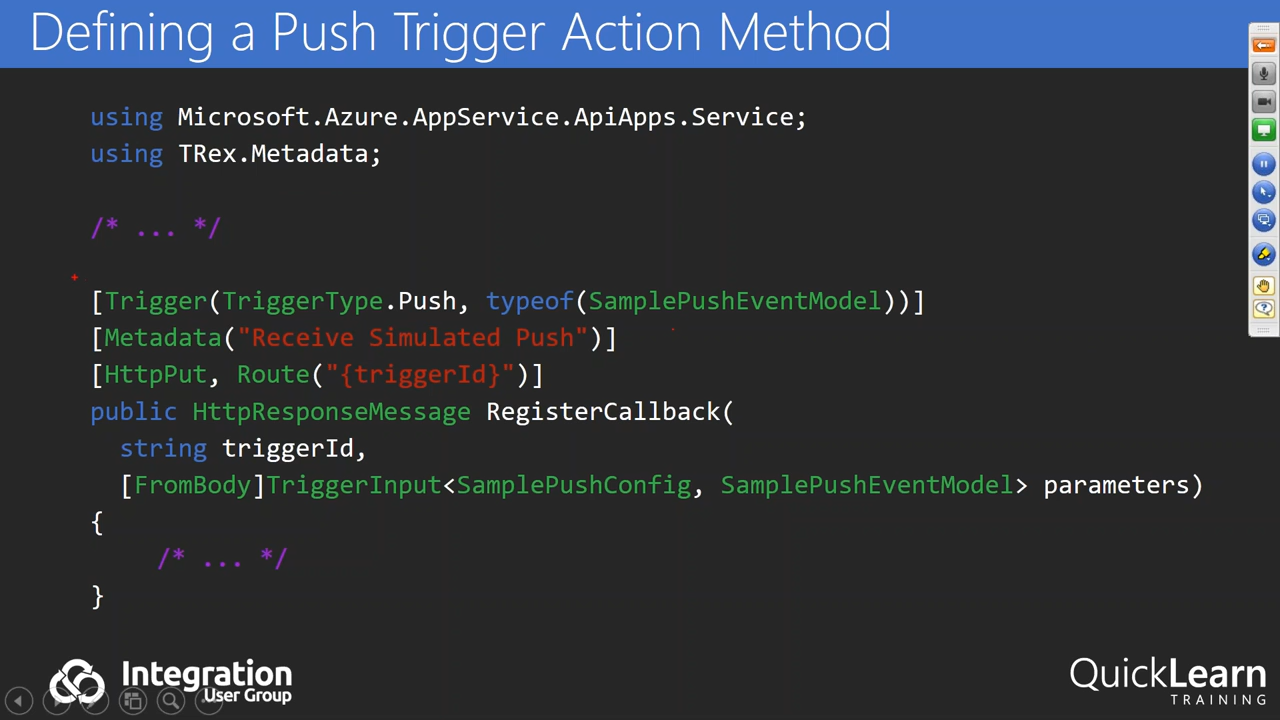 Defining a Push Trigger Action Method
using Microsoft.Azure.AppService.ApiApps.Service;
using TRex.Metadata;
/* ... */
[Trigger(TriggerType.Push, typeof(SamplePushEventModel))]
[Metadata("Receive Simulated Push")]
[HttpPut, Route("{triggerId}")]
public HttpResponseMessage RegisterCallback(
string triggerId,
[FromBody]TriggerInput<SamplePushConfig, SamplePushEventModel> parameters)
{
/* ... */
}
Integration
User Group
QuickLearn
TRAINING